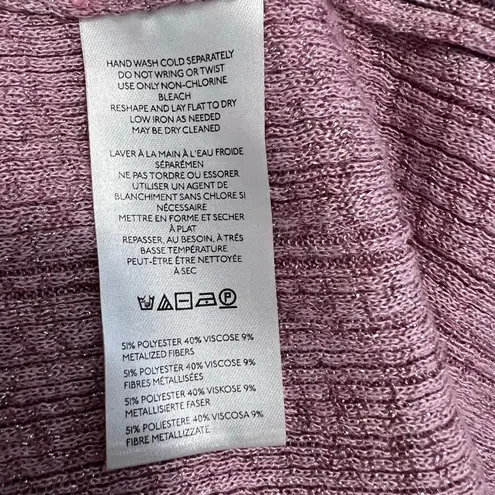 HAND WASH COLD SEPARATELY
DO NOT WRING OR TWIST
USE ONLY NON-CHLORINE
BLEACH
RESHAPE AND LAY FLAT TO DRY
LOW IRON AS NEEDED
MAY BE DRY CLEANED
LAVER À LA MAIN À L'EAU FROIDE
SÉPARÉMEN
NE PAS TORDRE OU ESSORER
UTILISER UN AGENT DE
BLANCHIMENT SANS CHLORE SI
NÉCESSAIRE
METTRE EN FORME ET SECHER
À PLAT
REPASSER, AU BESOIN, À TRÉS
BASSE TEMPÉRATURE
PEUT-ÊTRE ÊTRE NETTOYÉE
À SEC
P
51% POLYESTER 40% VISCOSE 9%
METALIZED FIBERS
51% POLYESTER 40% VISCOSE 9%
FIBRES MÉTALLISÉES
51% POLYESTER 40% VISKOSE 9%
METALLISIERTE FASER
51% POLIESTERE 40% VISCOSA 9%
FIBRE METALLIZZATE